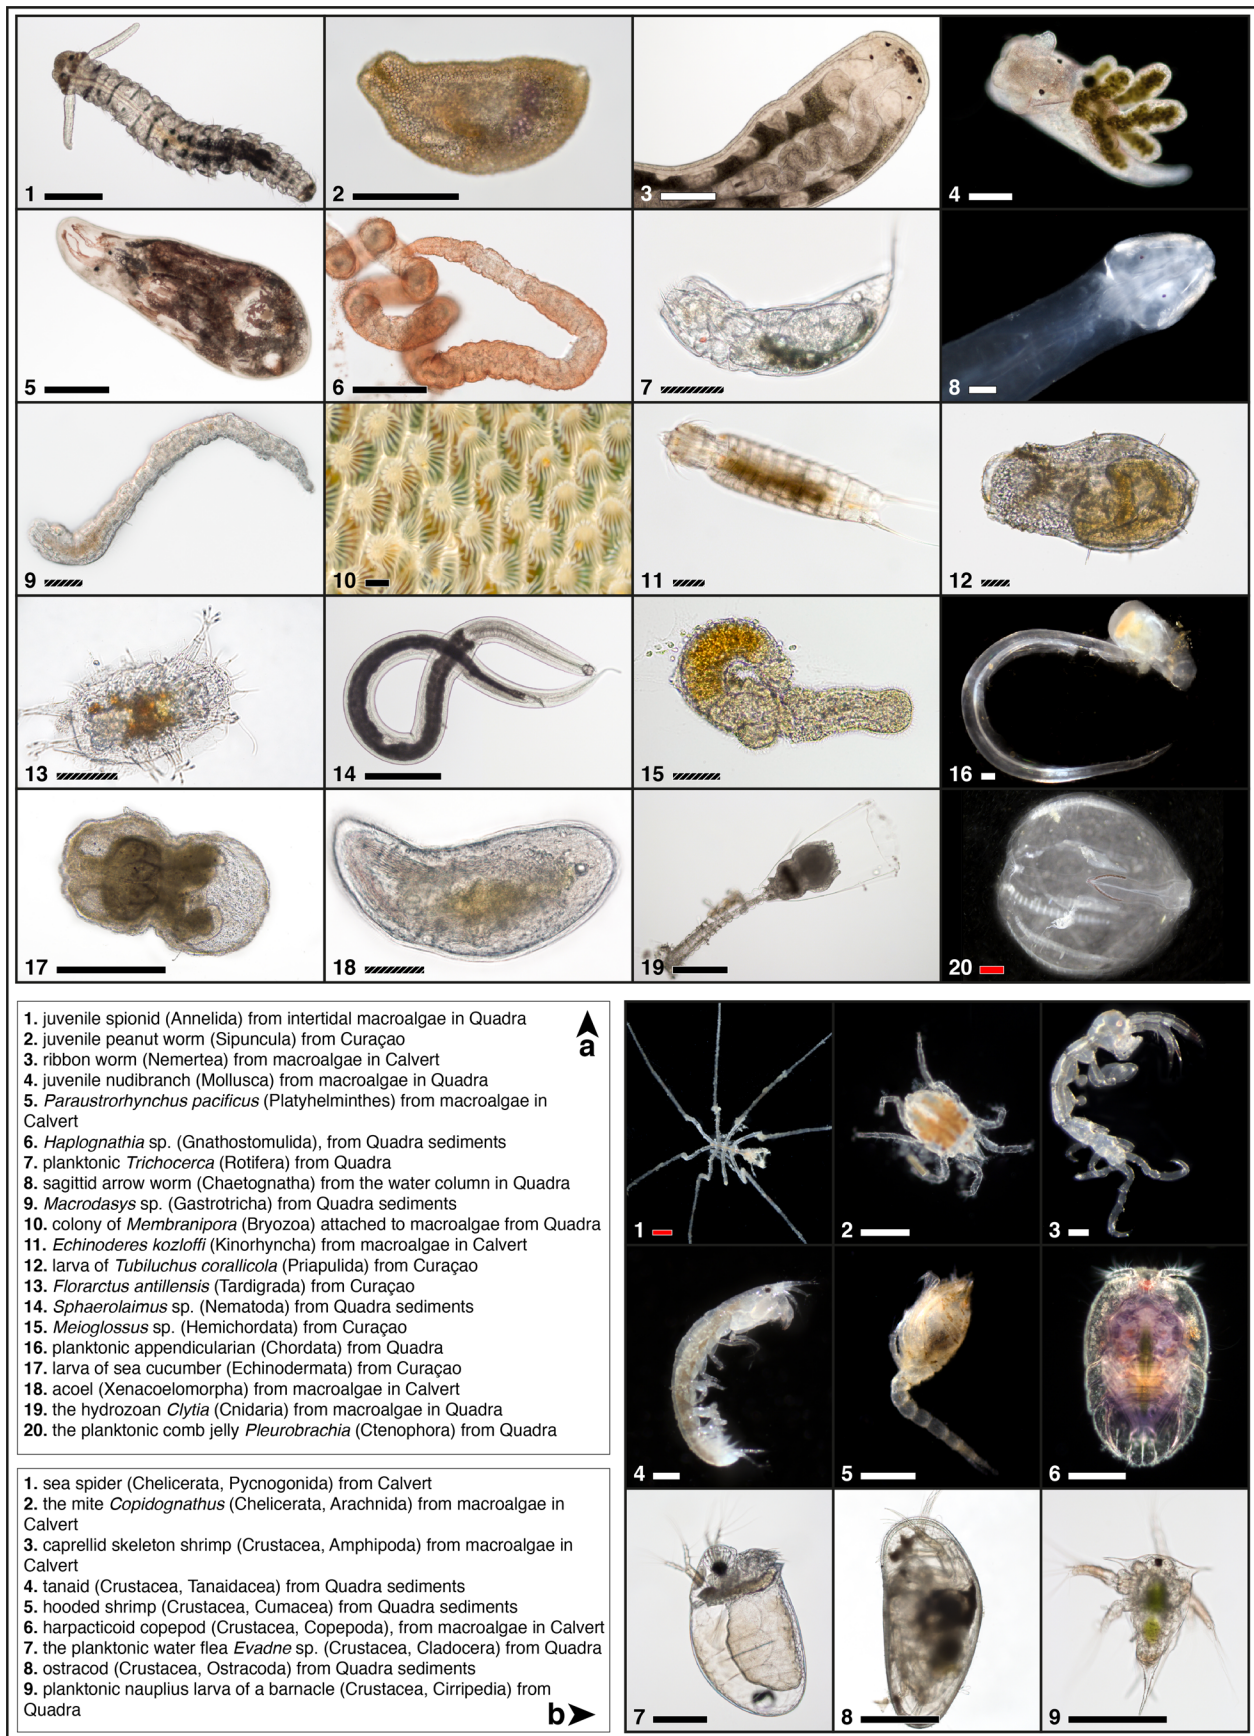 1
2
3
4
5
6
7
8
9
10
11
12
13
14
15
16
17
18
19
20
1. juvenile spionid (Annelida) from intertidal macroalgae in Quadra
2. juvenile peanut worm (Sipuncula) from Curaçao
3. ribbon worm (Nemertea) from macroalgae in Calvert
4. juvenile nudibranch (Mollusca) from macroalgae in Quadra
5. Paraustrorhynchus pacificus (Platyhelminthes) from macroalgae in
Calvert
6. Haplognathia sp. (Gnathostomulida), from Quadra sediments
7. planktonic Trichocerca (Rotifera) from Quadra
8. sagittid arrow worm (Chaetognatha) from the water column in Quadra
9. Macrodasys sp. (Gastrotricha) from Quadra sediments
10. colony of Membranipora (Bryozoa) attached to macroalgae from Quadra
11. Echinoderes kozloffi (Kinorhyncha) from macroalgae in Calvert
12. larva of Tubiluchus corallicola (Priapulida) from Curaçao
13. Florarctus antillensis (Tardigrada) from Curaçao
14. Sphaerolaimus sp. (Nematoda) from Quadra sediments
15. Meioglossus sp. (Hemichordata) from Curaçao
16. planktonic appendicularian (Chordata) from Quadra
17. larva of sea cucumber (Echinodermata) from Curaçao
18. acoel (Xenacoelomorpha) from macroalgae in Calvert
19. the hydrozoan Clytia (Cnidaria) from macroalgae in Quadra
20. the planktonic comb jelly Pleurobrachia (Ctenophora) from Quadra
a
1. sea spider (Chelicerata, Pycnogonida) from Calvert
2. the mite Copidognathus (Chelicerata, Arachnida) from macroalgae in
Calvert
3. caprellid skeleton shrimp (Crustacea, Amphipoda) from macroalgae in
Calvert
4. tanaid (Crustacea, Tanaidacea) from Quadra sediments
5. hooded shrimp (Crustacea, Cumacea) from Quadra sediments
6. harpacticoid copepod (Crustacea, Copepoda), from macroalgae in Calvert
7. the planktonic water flea Evadne sp. (Crustacea, Cladocera) from Quadra
8. ostracod (Crustacea, Ostracoda) from Quadra sediments
9. planktonic nauplius larva of a barnacle (Crustacea, Cirripedia) from
Quadra
b
1
2
3
4
5
6
7
8
9